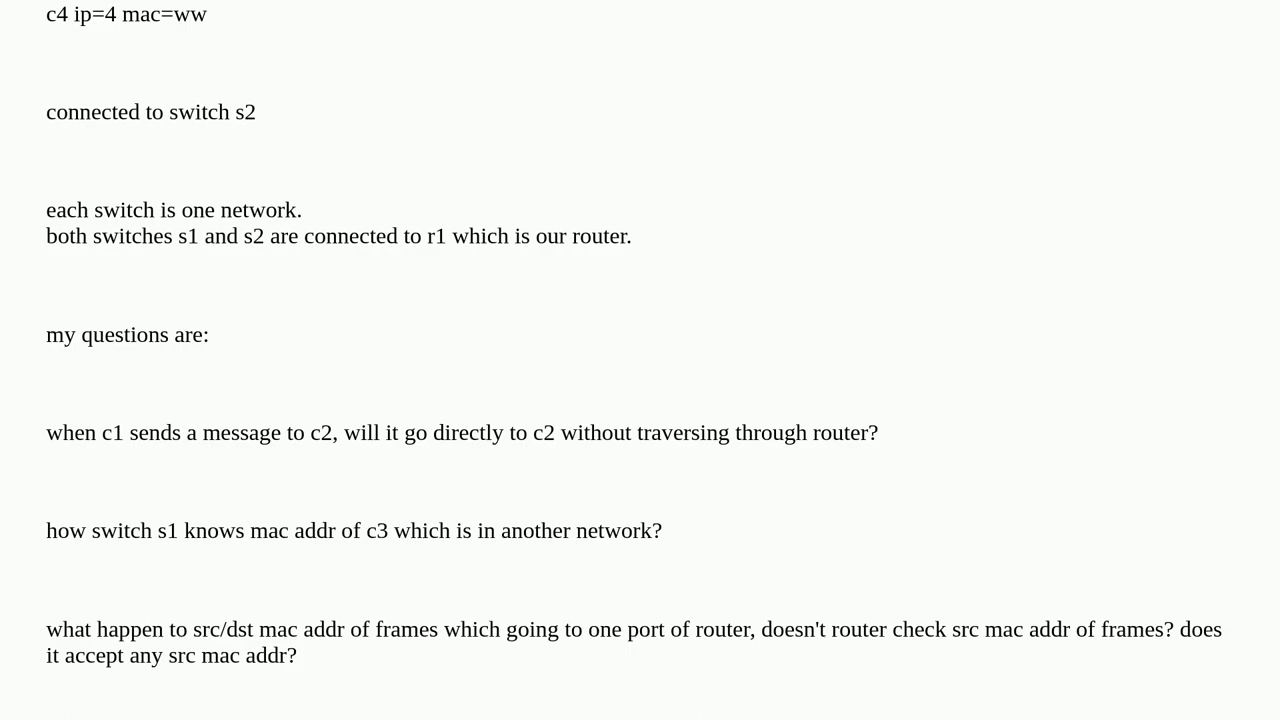 c4 ip=4 mac=ww
connected to switch s2
each switch is one network.
both switches s1 and s2 are connected to r1 which is our router.
my questions are:
when c1 sends a message to c2, will it go directly to c2 without traversing through router?
how switch s1 knows mac addr of c3 which is in another network?
what happen to src/dst mac addr of frames which going to one port of router, doesn't router check src mac addr of frames? does
it accept any src mac addr?